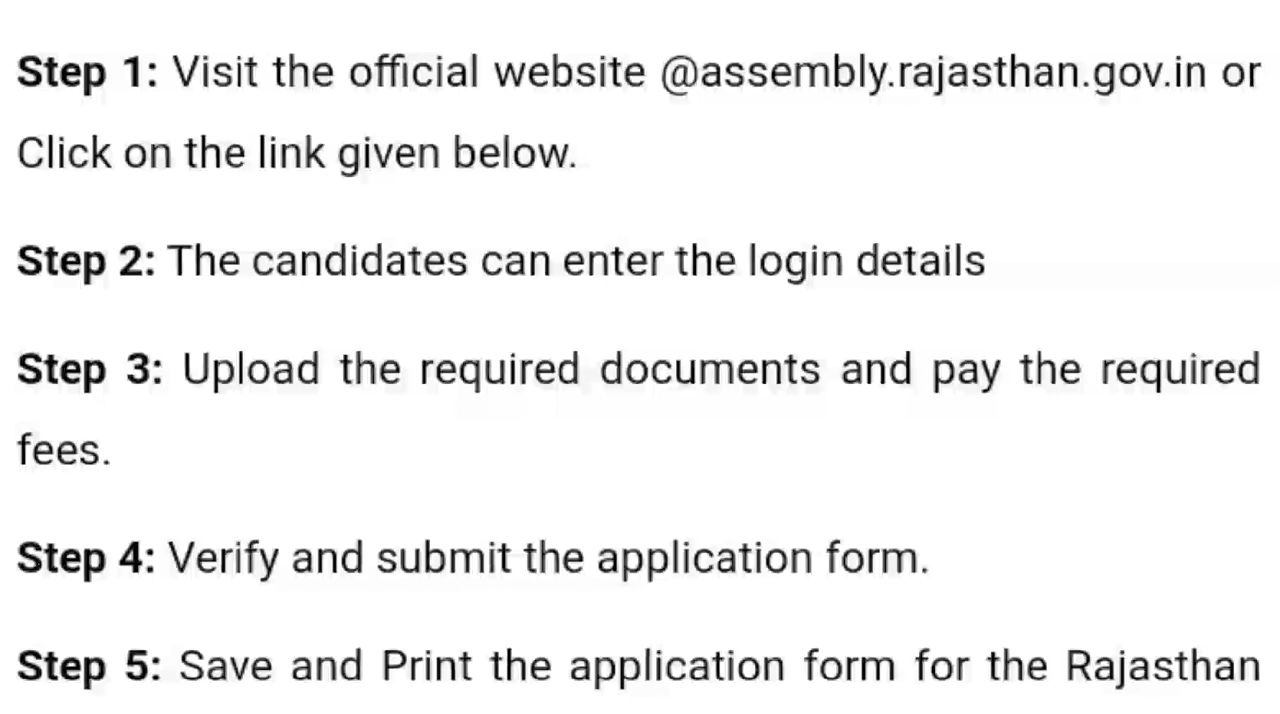 Step 1: Visit the official website @assembly.rajasthan.gov.in or
Click on the link given below.
Step 2: The candidates can enter the login details
Step 3: Upload the required documents and pay the required
fees.
Step 4: Verify and submit the application form.
Step 5: Save and Print the application form for the Rajasthan